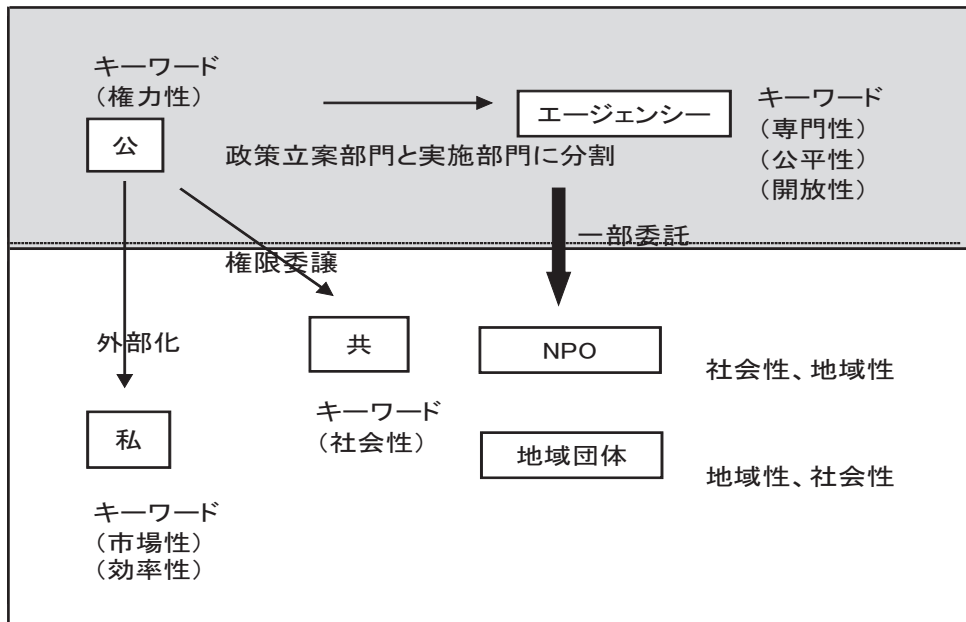 キーワード
(権力性)
公
エージェンシー
キーワード
(専門性)
(公平性)
(開放性)
政策立案部門と実施部門に分割
一部委託
権限委譲
外部化
共
キーワード
(社会性)
NPO
社会性、地域性
地域団体
地域性、社会性
私
キーワード
(市場性)
(効率性)